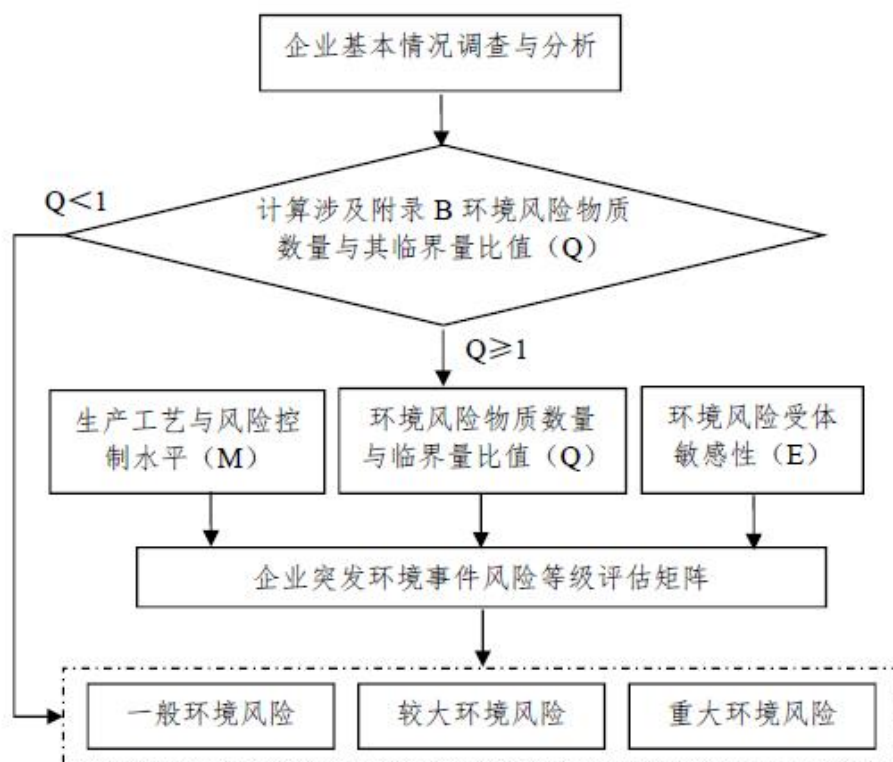 企业基本情况调查与分析
Q＜1
计算涉及附录 B 环境风险物质
数量与其临界量比值（Q）
Q≥1
生产工艺与风险控
制水平（M）
环境风险物质数量
与临界量比值（Q）
环境风险受体
敏感性（E）
企业突发环境事件风险等级评估矩阵
一般环境风险
较大环境风险
重大环境风险